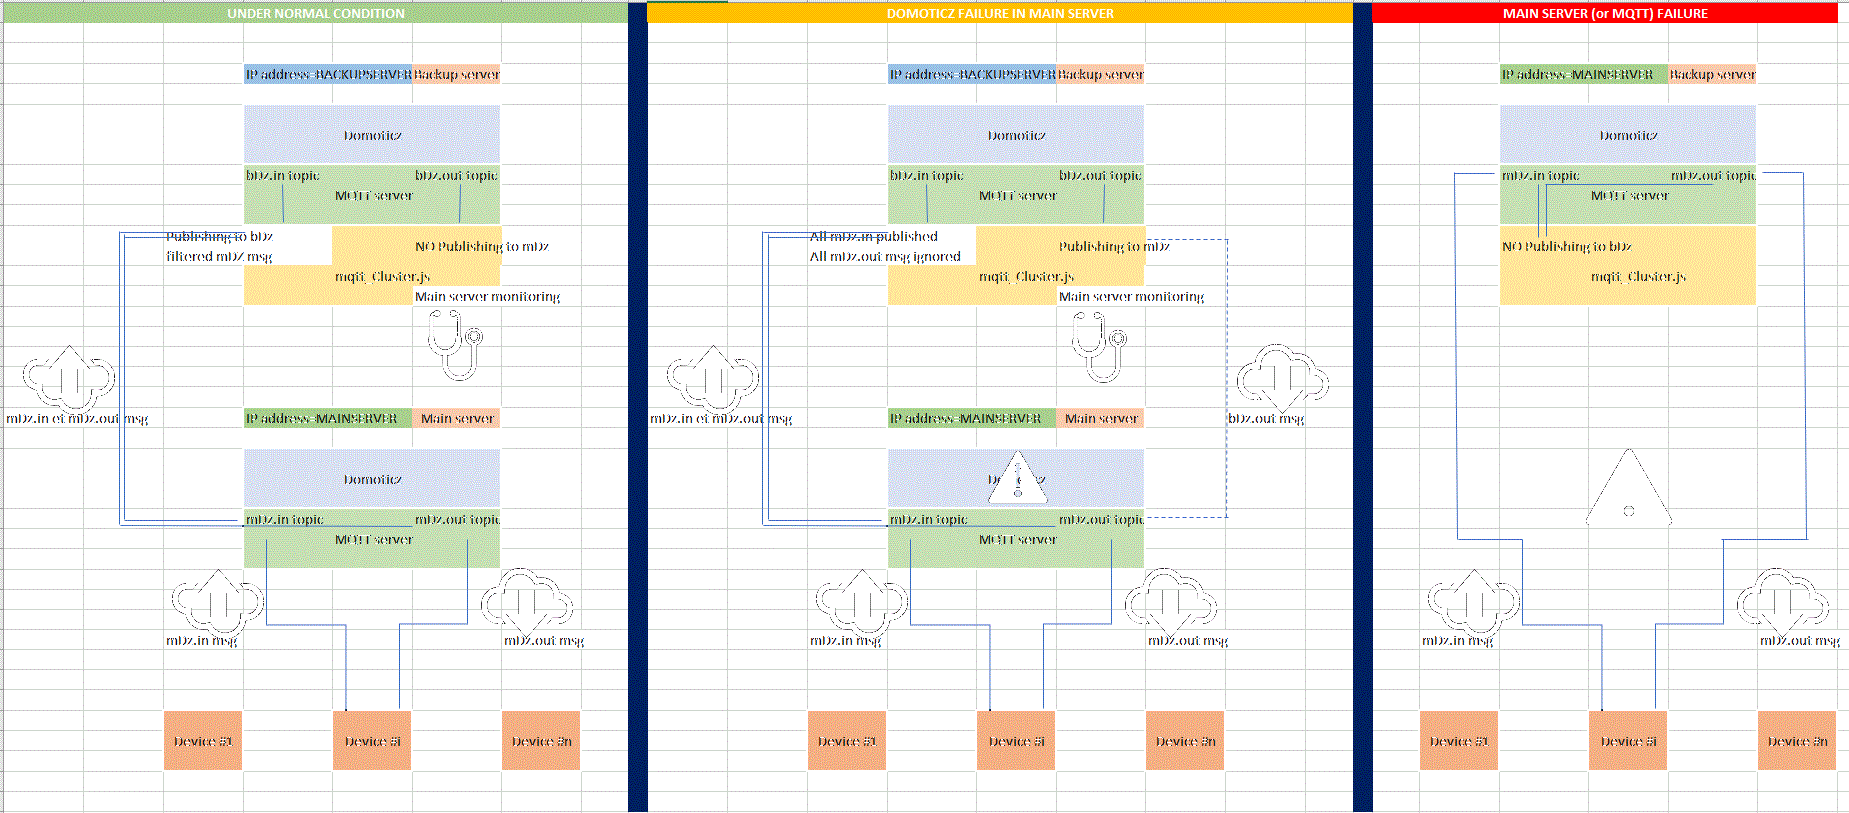 UNDER NORMAL CONDITION
IP address=BACKUPSERVER Backup server
Domoticz
bDz.in topic bDz.out topic
MQTT server
Publishing to bDz
filtered mDZ msg
NO Publishing to mDz
mqtt_Cluster.js
Main server monitoring
mDz.in et mDz.out msg
IP address=MAINSERVER Main server
Domoticz
mDz.in topic mDz.out topic
MQTT server
mDz.in msg mDz.out msg
Device #1 Device #i Device #n
DOMOTICZ FAILURE IN MAIN SERVER
IP address=BACKUPSERVER Backup server
Domoticz
bDz.in topic bDz.out topic
MQTT server
All mDz.in published
All mDz.out msg ignored
Publishing to mDz
mqtt_Cluster.js
Main server monitoring
mDz.in et mDz.out msg
bDz.out msg
IP address=MAINSERVER Main server
Domoticz
mDz.in topic mDz.out topic
MQTT server
mDz.in msg mDz.out msg
Device #1 Device #i Device #n
MAIN SERVER (or MQTT) FAILURE
IP address=MAINSERVER Backup server
Domoticz
mDz.in topic mDz.out topic
MQTT server
NO Publishing to bDz
mqtt_Cluster.js
mDz.in msg mDz.out msg
Device #1 Device #i Device #n